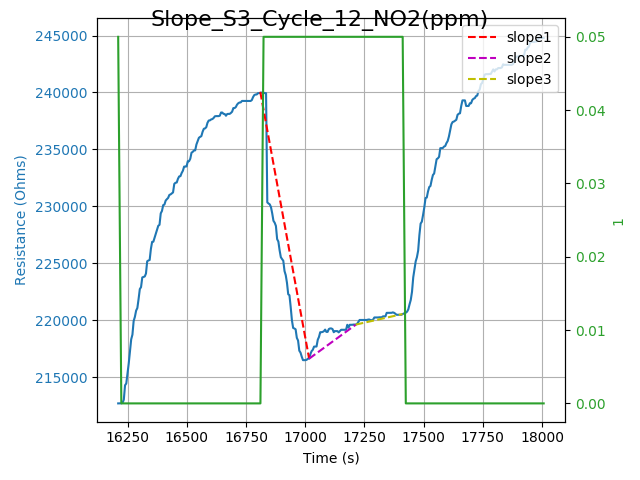 Slope_S3_Cycle_12_NO2(ppm)
slope1
slope2
slope3
245000
240000
235000
230000
225000
220000
215000
Resistance (Ohms)
0.05
0.04
0.03
0.02
0.01
0.00
1
16250 16500 16750 17000 17250 17500 17750 18000
Time (s)